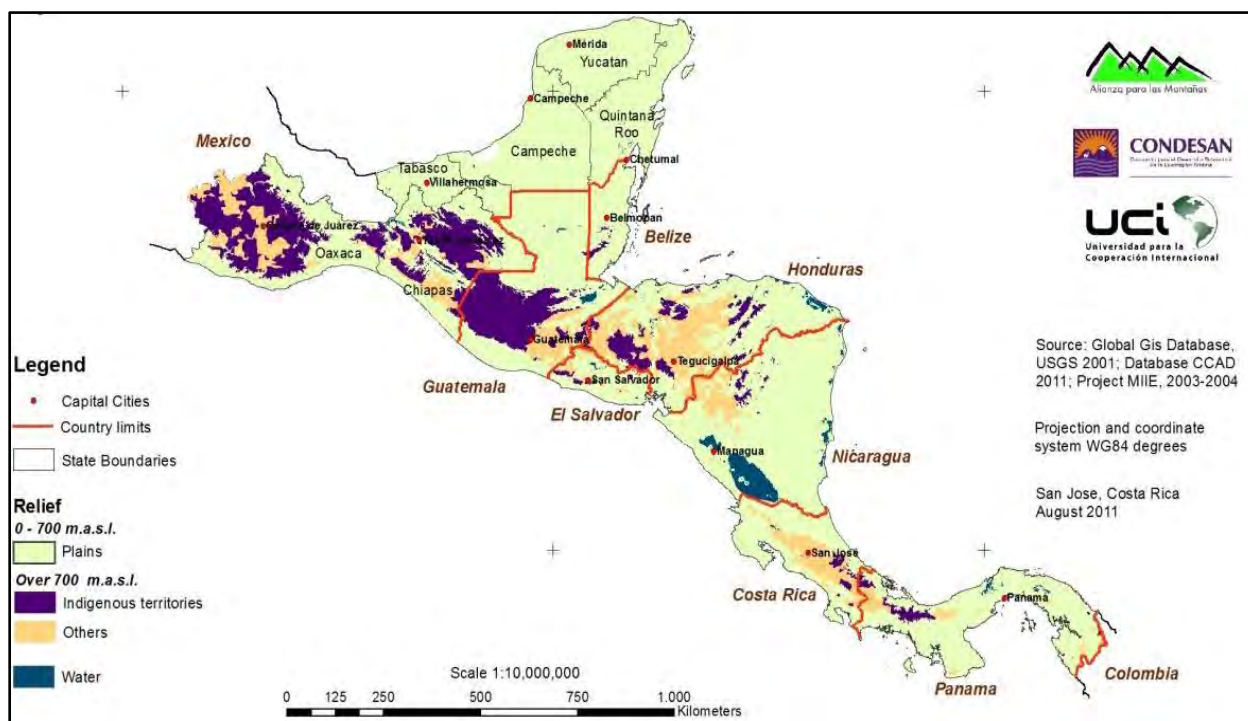 Mérida
Yucatán
Campeche
Quintana
Roo
Campeche
Mexico
Tabasco
Chetumal
Villahermosa
Belmopan
Belize
de Juárez
Oaxaca
Honduras
Chiapas
Guatemala
Tegucigalpa
San Salvador
Guatemala
El Salvador
Managua
Nicaragua
San José
Costa Rica
Panama
Panama
Colombia
Legend
Capital Cities
Country limits
State Boundaries
Relief
0 - 700 m.a.s.l.
Plains
Over 700 m.a.s.l.
Indigenous territories
Others
Water
Scale 1:10,000,000
0 125 250 500 750 1.000
Kilometers
Alianza para las Montañas
CONDESAN
UCi
Universidad para la
Cooperación Internacional
Source: Global Gis Database,
USGS 2001; Database CCAD
2011; Project MIIE, 2003-2004
Projection and coordinate
system WG84 degrees
San Jose, Costa Rica
August 2011